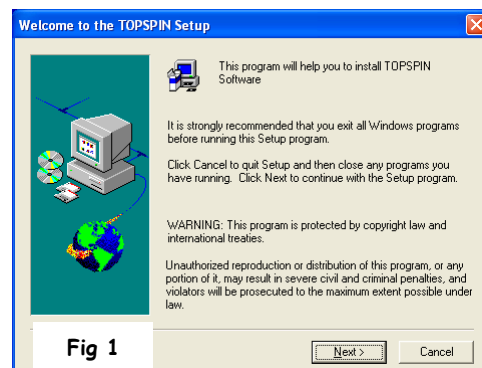 Welcome to the TOPSPIN Setup
This program will help you to install TOPSPIN
Software
It is strongly recommended that you exit all Windows programs
before running this Setup program.
Click Cancel to quit Setup and then close any programs you
have running. Click Next to continue with the Setup program.
WARNING: This program is protected by copyright law and
international treaties.
Unauthorized reproduction or distribution of this program, or any
portion of it, may result in severe civil and criminal penalties, and
violators will be prosecuted to the maximum extent possible under
law.
Fig 1
Next >
Cancel